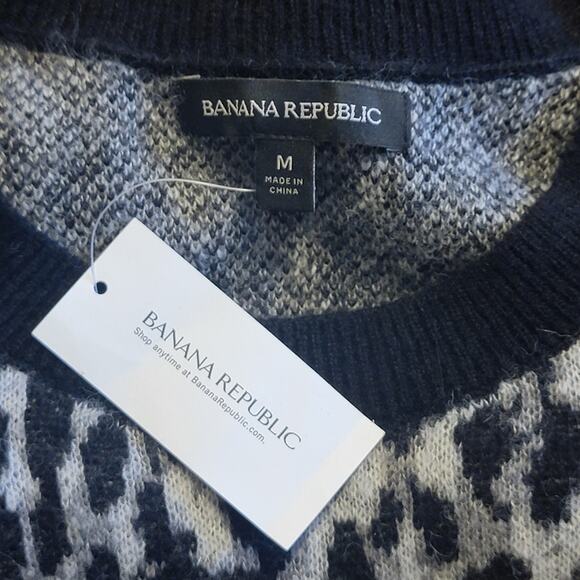 BANANA REPUBLIC
M
MADE IN
CHINA
BANANA REPUBLIC
Shop anytime at BananaRepublic.com.